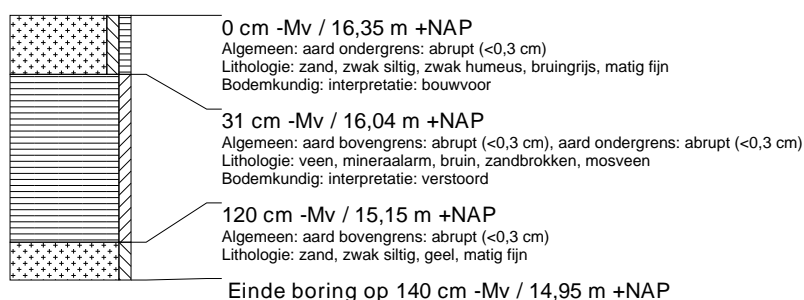 0 cm -Mv / 16,35 m +NAP
Algemeen: aard ondergrens: abrupt (<0,3 cm)
Lithologie: zand, zwak siltig, zwak humeus, bruingrijs, matig fijn
Bodemkundig: interpretatie: bouwvoor
31 cm -Mv / 16,04 m +NAP
Algemeen: aard bovengrens: abrupt (<0,3 cm), aard ondergrens: abrupt (<0,3 cm)
Lithologie: veen, mineraalarm, bruin, zandbrokken, mosveen
Bodemkundig: interpretatie: verstoord
120 cm -Mv / 15,15 m +NAP
Algemeen: aard bovengrens: abrupt (<0,3 cm)
Lithologie: zand, zwak siltig, geel, matig fijn
Einde boring op 140 cm -Mv / 14,95 m +NAP